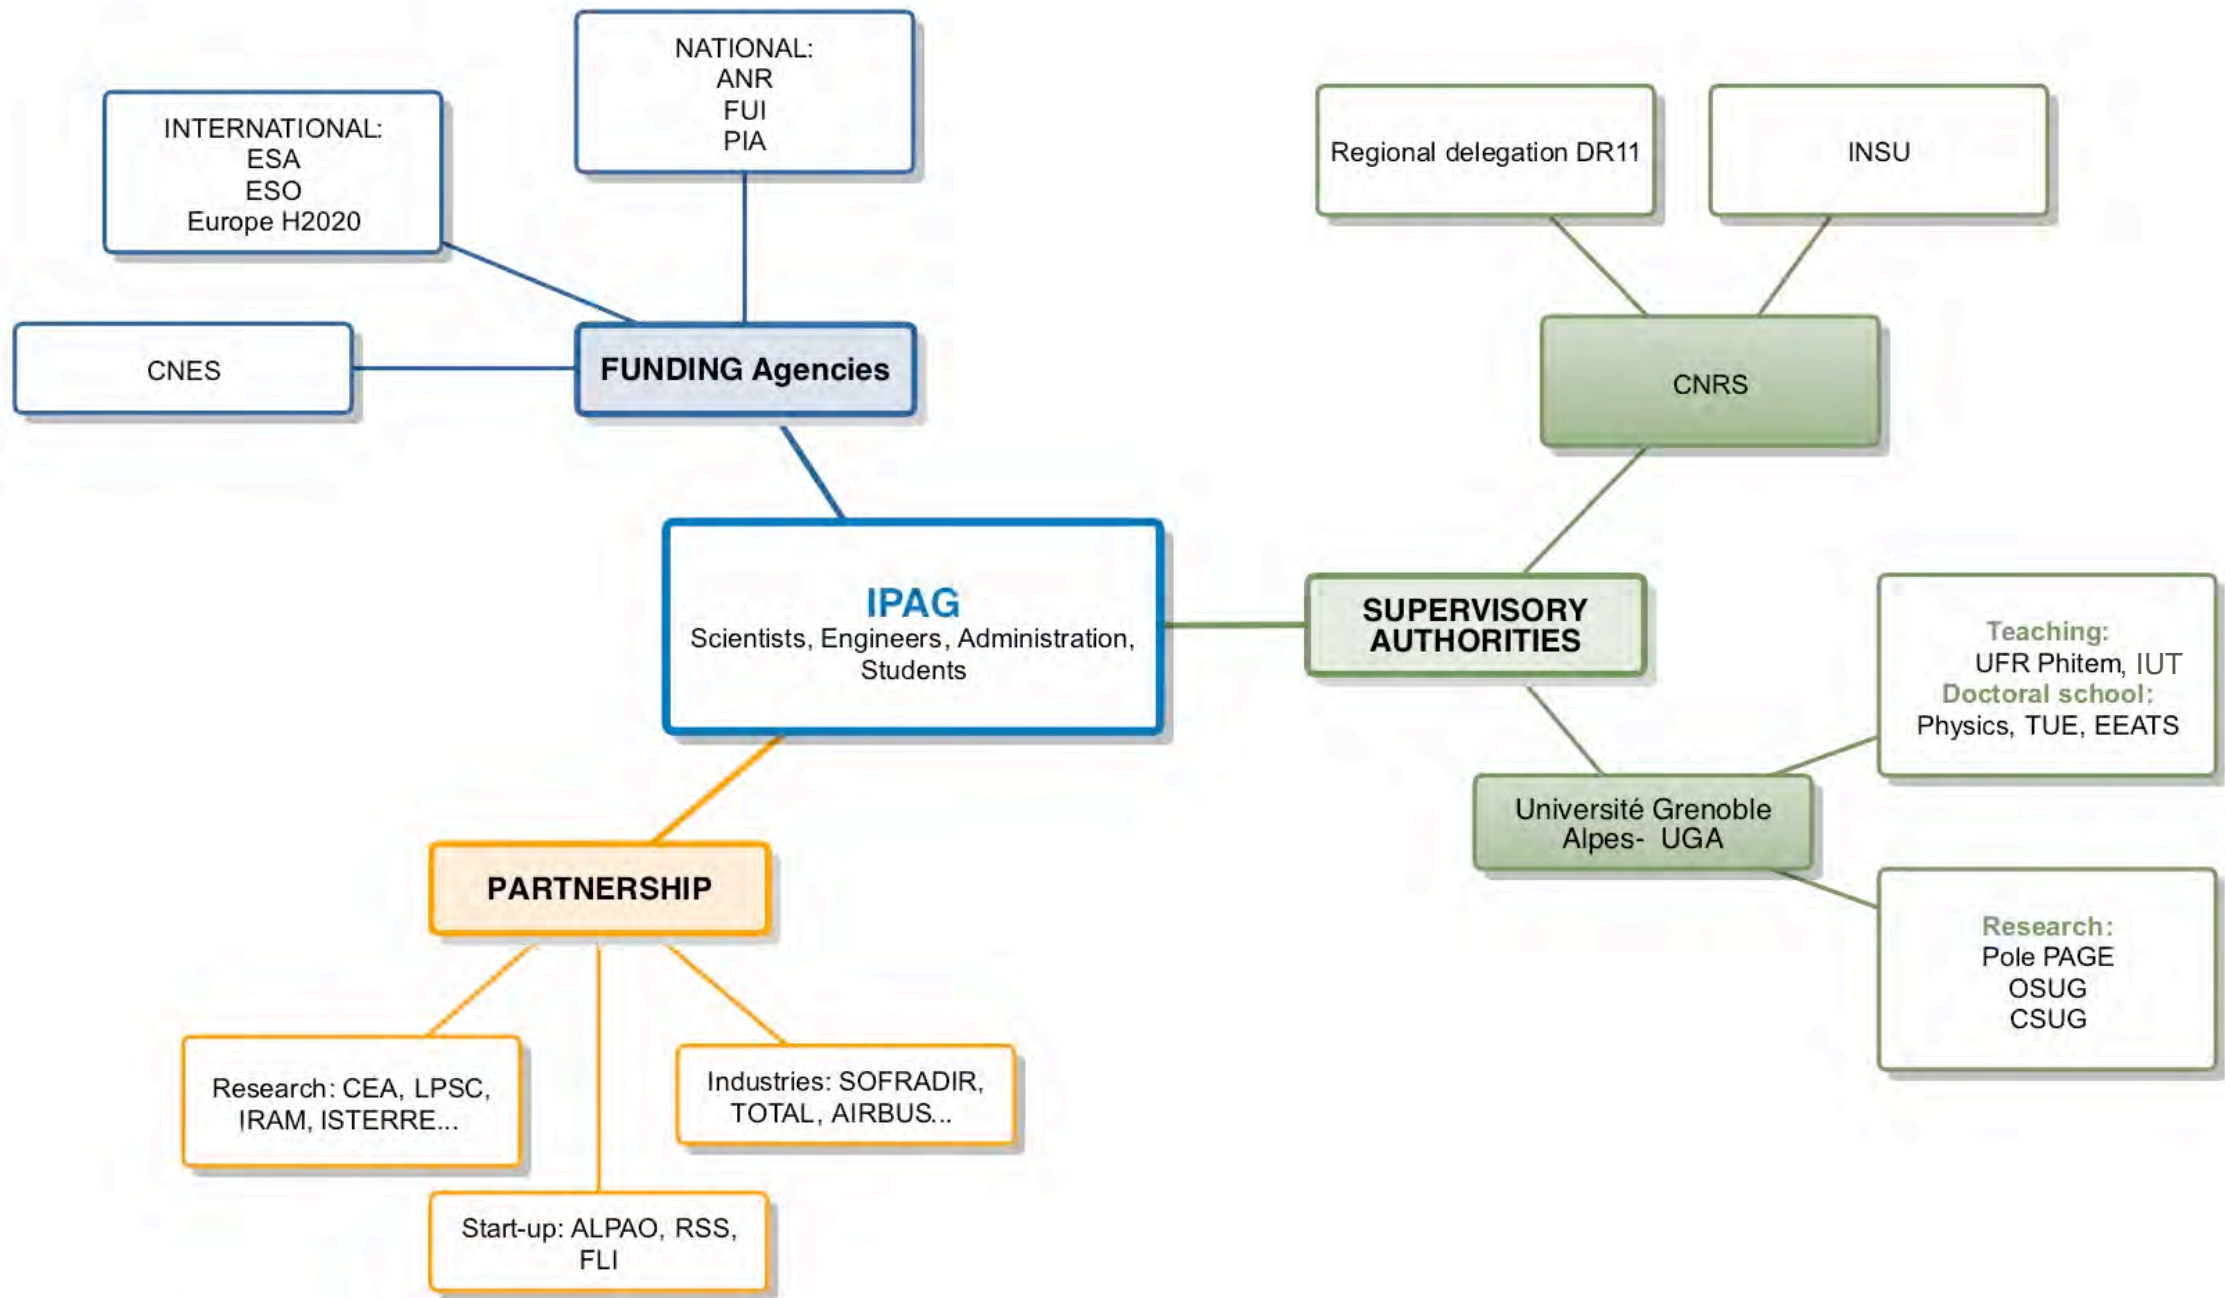 NATIONAL:
ANR
FUI
PIA
INTERNATIONAL:
ESA
ESO
Europe H2020
CNES
FUNDING Agencies
Regional delegation DR11
INSU
CNRS
IPAG
Scientists, Engineers, Administration,
Students
SUPERVISORY
AUTHORITIES
Teaching:
UFR Phitem, IUT
Doctoral school:
Physics, TUE, EEATS
Université Grenoble
Alpes-  UGA
Research:
Pole PAGE
OSUG
CSUG
PARTNERSHIP
Research: CEA, LPSC,
IRAM, ISTERRE...
Industries: SOFRADIR,
TOTAL, AIRBUS...
Start-up: ALPAO, RSS,
FLI